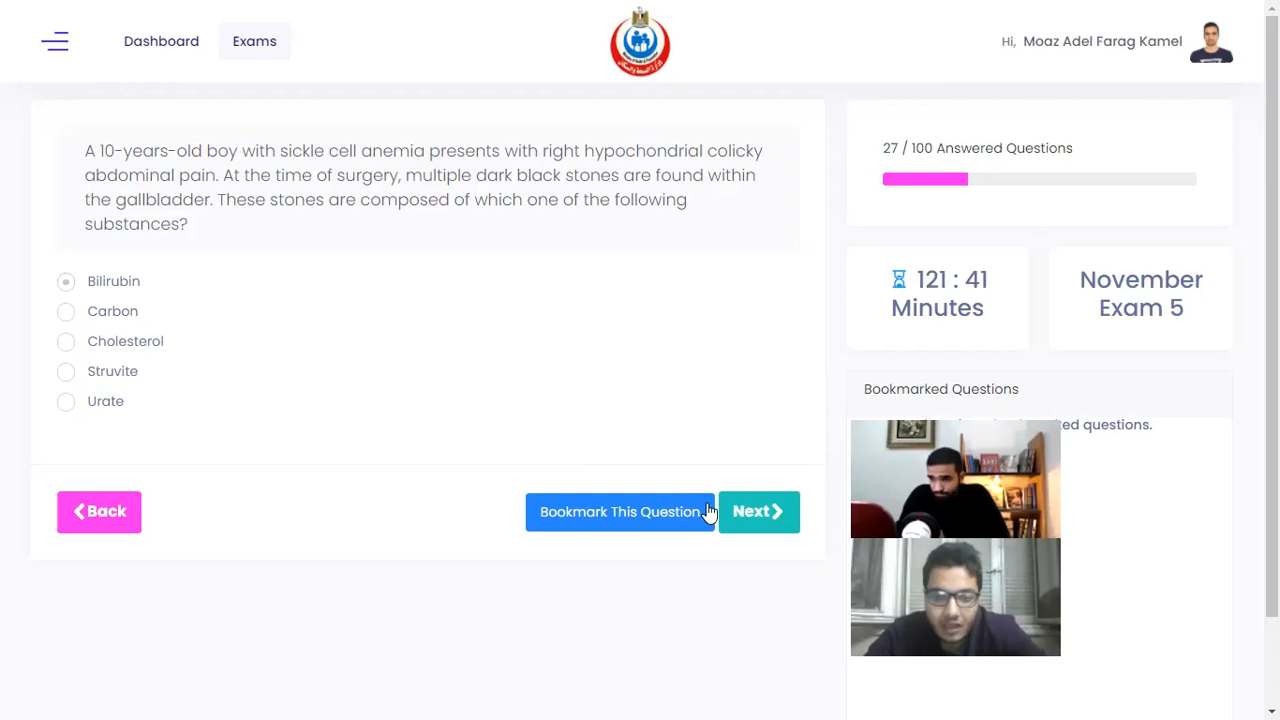 Dashboard
Exams
Hi, Moaz Adel Farag Kamel
A 10-years-old boy with sickle cell anemia presents with right hypochondrial colicky
abdominal pain. At the time of surgery, multiple dark black stones are found within
the gallbladder. These stones are composed of which one of the following
substances?
Bilirubin
Carbon
Cholesterol
Struvite
Urate
Back
Bookmark This Question
Next
27 / 100 Answered Questions
121 : 41
Minutes
November
Exam 5
Bookmarked Questions
questions.